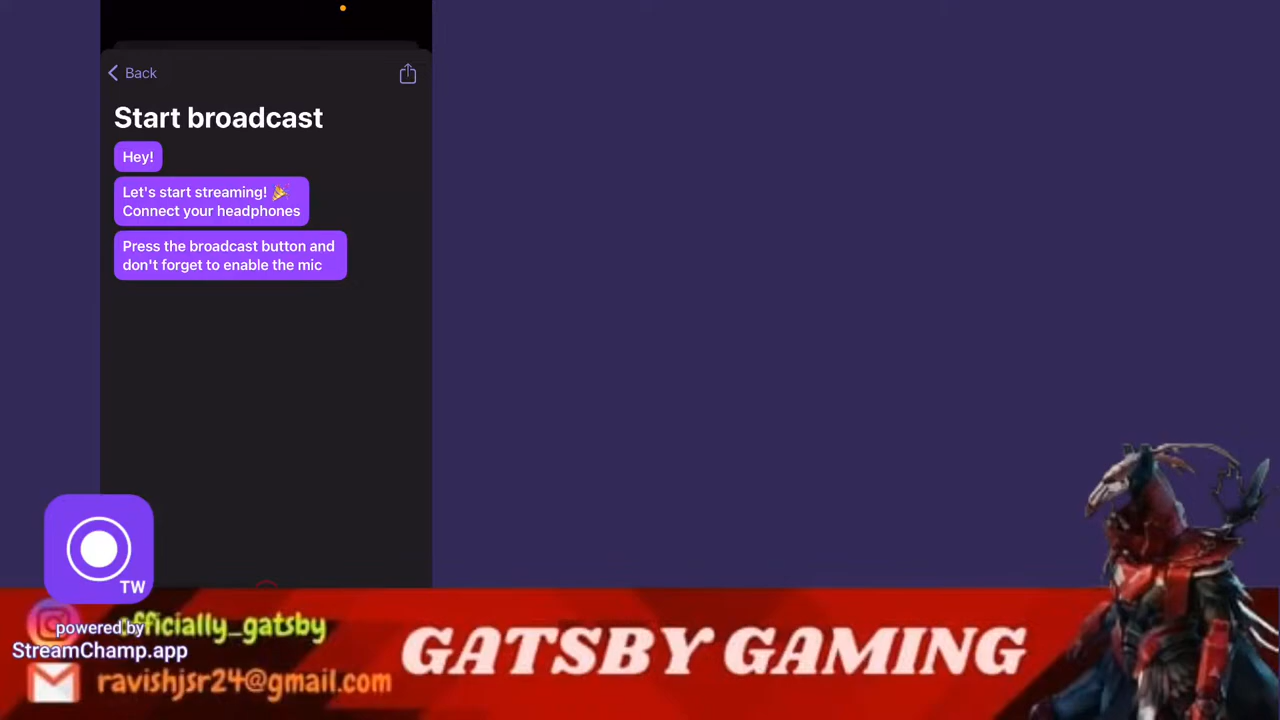 Back
Start broadcast
Hey!
Let's start streaming! 🎉
Connect your headphones
Press the broadcast button and
don't forget to enable the mic
TW
powered by
StreamChamp.app
fficially_gatsby
ravishjsr24@gmail.com
GATSBY GAMING